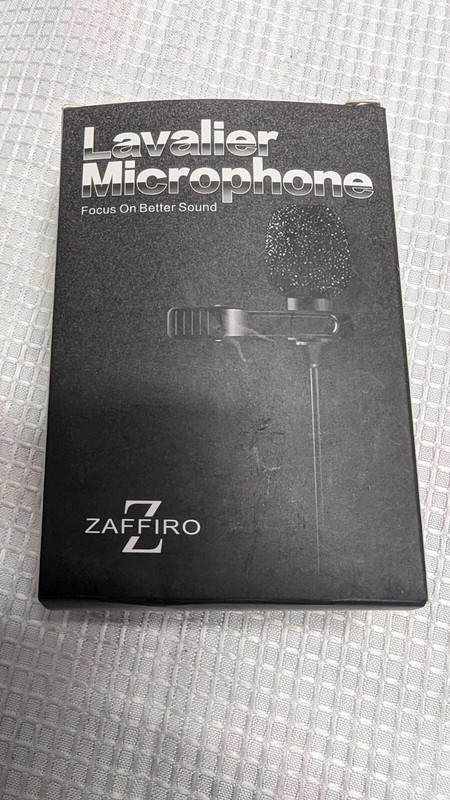 Lavalier
Microphone
Focus On Better Sound
Z
ZAFFIRO